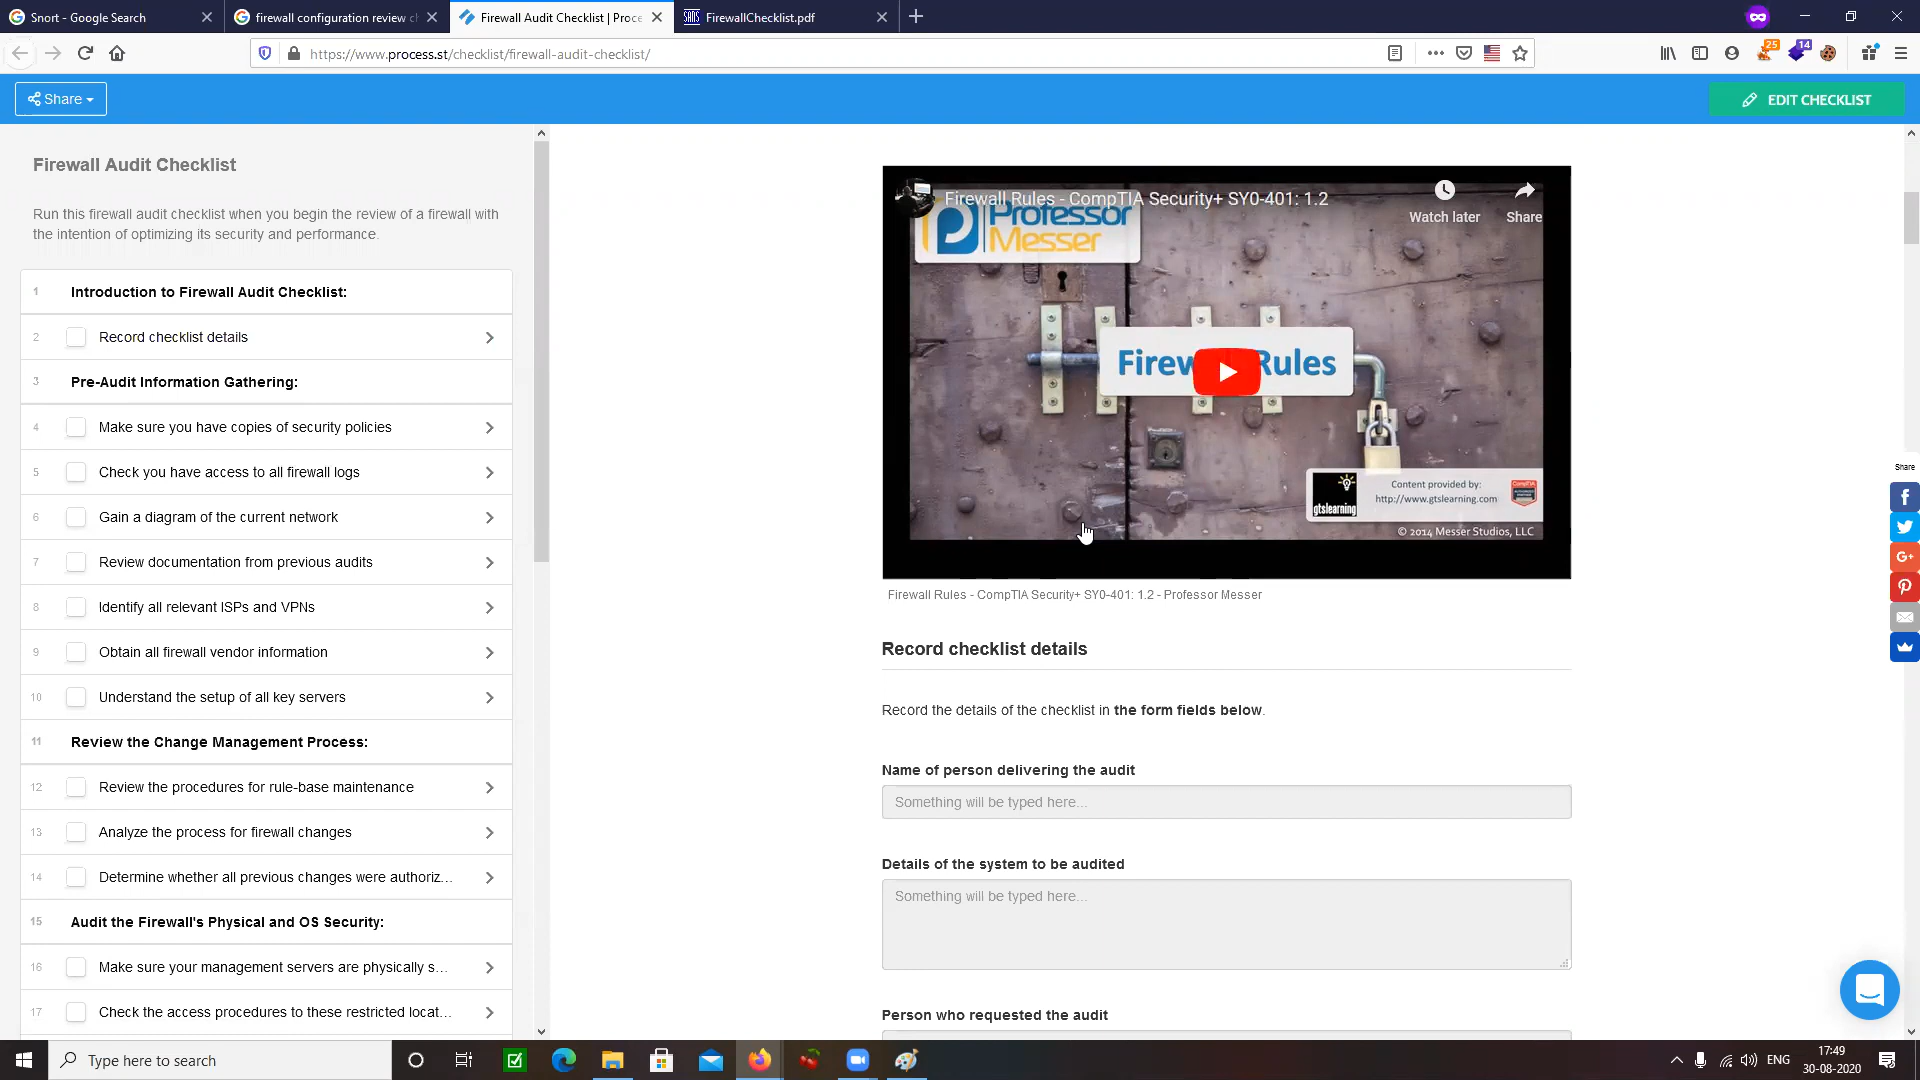 Snort - Google Search
firewall configuration review c
Firewall Audit Checklist | Proce
SANS
FirewallChecklist.pdf
https://www.process.st/checklist/firewall-audit-checklist/
25
14
Share
EDIT CHECKLIST
Firewall Audit Checklist
Run this firewall audit checklist when you begin the review of a firewall with
the intention of optimizing its security and performance.
1 Introduction to Firewall Audit Checklist:
2 Record checklist details
3 Pre-Audit Information Gathering:
4 Make sure you have copies of security policies
5 Check you have access to all firewall logs
6 Gain a diagram of the current network
7 Review documentation from previous audits
8 Identify all relevant ISPs and VPNs
9 Obtain all firewall vendor information
10 Understand the setup of all key servers
11 Review the Change Management Process:
12 Review the procedures for rule-base maintenance
13 Analyze the process for firewall changes
14 Determine whether all previous changes were authoriz...
15 Audit the Firewall's Physical and OS Security:
16 Make sure your management servers are physically s...
17 Check the access procedures to these restricted locat...
Firewall Rules - CompTIA Security+ SY0-401: 1.2
Watch later
Share
Professor
Messer
Firew Rules
Content provided by:
http://www.gtslearning.com
gtslearning
CompTIA
© 2014 Messer Studios, LLC
Firewall Rules - CompTIA Security+ SY0-401: 1.2 - Professor Messer
Record checklist details
Record the details of the checklist in the form fields below.
Name of person delivering the audit
Something will be typed here...
Details of the system to be audited
Something will be typed here...
Person who requested the audit
Share
f
G+
Type here to search
ENG
17:49
30-08-2020